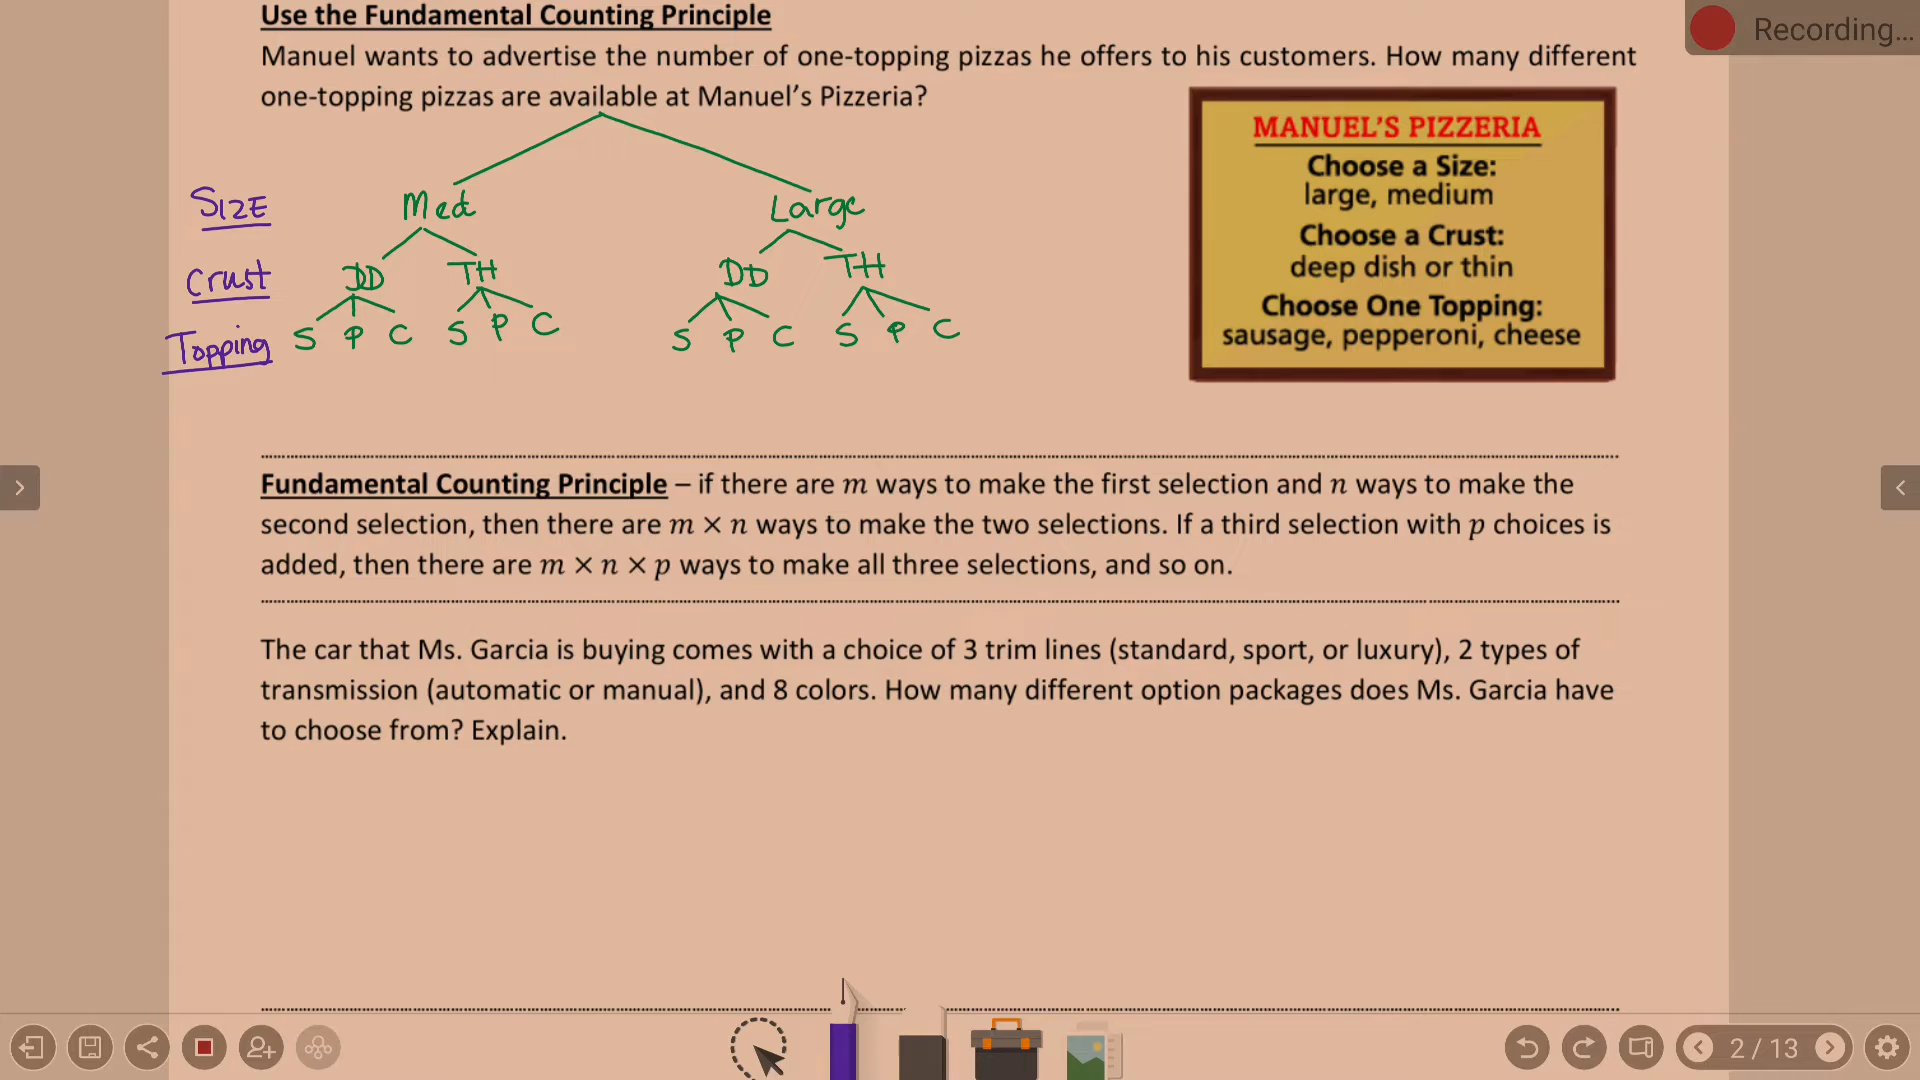 Use the Fundamental Counting Principle
Recording...
Manuel wants to advertise the number of one-topping pizzas he offers to his customers. How many different
one-topping pizzas are available at Manuel's Pizzeria?
MANUEL'S PIZZERIA
Choose a Size:
large, medium
Choose a Crust:
deep dish or thin
Choose One Topping:
sausage, pepperoni, cheese
SIZE Med Large
Crust DD TH DD TH
Topping S P C S P C S P C S P C
Fundamental Counting Principle – if there are m ways to make the first selection and n ways to make the
second selection, then there are m × n ways to make the two selections. If a third selection with p choices is
added, then there are m × n × p ways to make all three selections, and so on.
The car that Ms. Garcia is buying comes with a choice of 3 trim lines (standard, sport, or luxury), 2 types of
transmission (automatic or manual), and 8 colors. How many different option packages does Ms. Garcia have
to choose from? Explain.
2 / 13